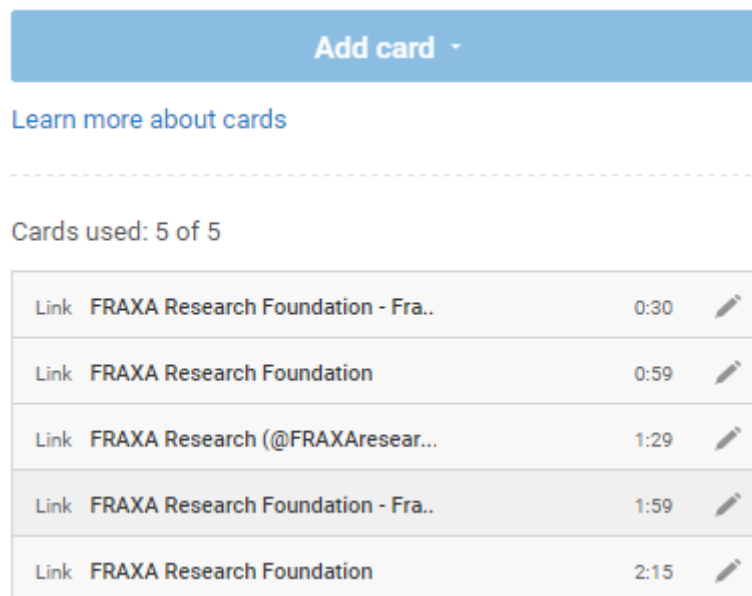 Add card
Learn more about cards
Cards used: 5 of 5
Link FRAXA Research Foundation - Fra.. 0:30
Link FRAXA Research Foundation 0:59
Link FRAXA Research (@FRAXAresear... 1:29
Link FRAXA Research Foundation - Fra.. 1:59
Link FRAXA Research Foundation 2:15